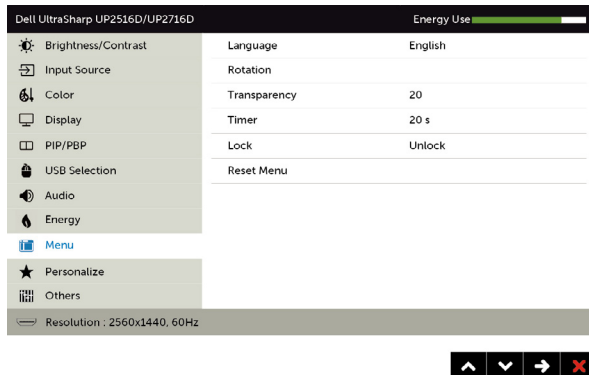 Dell UltraSharp UP2516D/UP2716D Energy Use
Brightness/Contrast
Input Source
Color
Display
PIP/PBP
USB Selection
Audio
Energy
Menu
Personalize
Others
Language English
Rotation
Transparency 20
Timer 20 s
Lock Unlock
Reset Menu
Resolution : 2560x1440, 60Hz